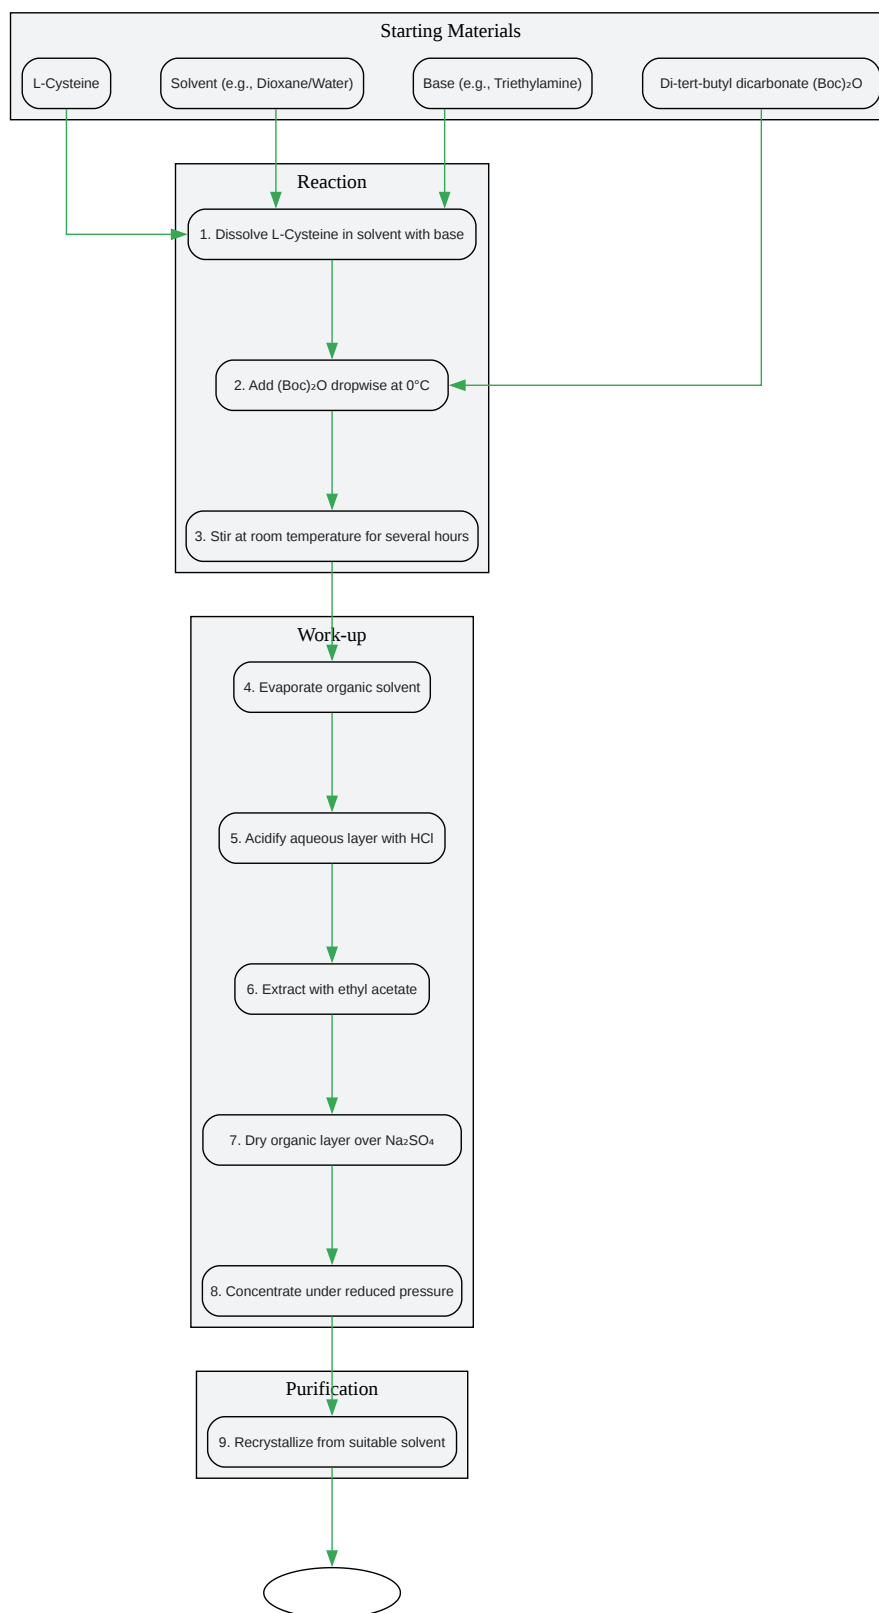 Starting Materials
L-Cysteine
Solvent (e.g., Dioxane/Water)
Base (e.g., Triethylamine)
Di-tert-butyl dicarbonate (Boc)₂O
Reaction
1. Dissolve L-Cysteine in solvent with base
2. Add (Boc)₂O dropwise at 0°C
3. Stir at room temperature for several hours
Work-up
4. Evaporate organic solvent
5. Acidify aqueous layer with HCl
6. Extract with ethyl acetate
7. Dry organic layer over Na₂SO₄
8. Concentrate under reduced pressure
Purification
9. Recrystallize from suitable solvent